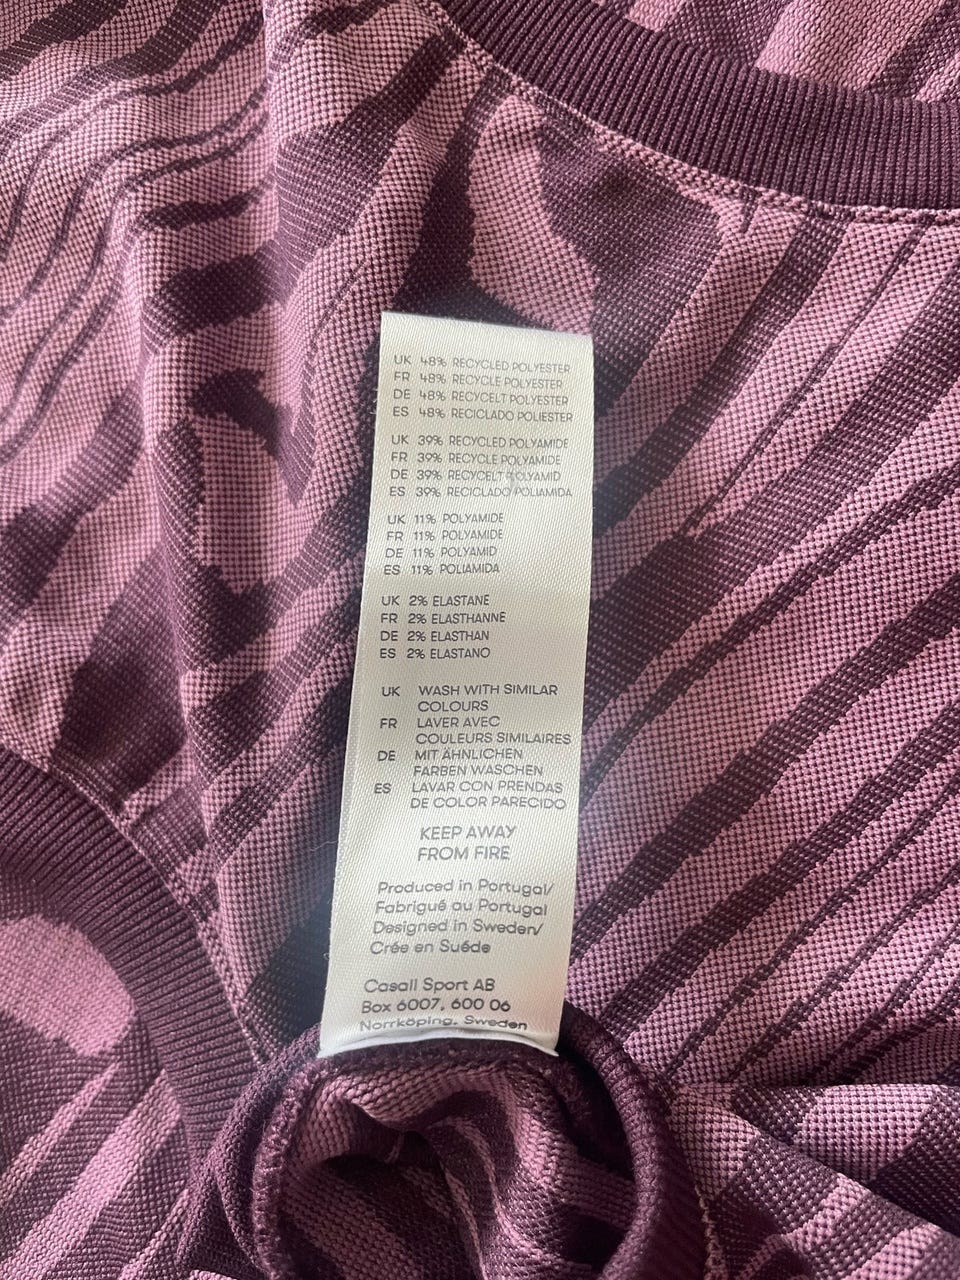 UK 48% RECYCLED POLYESTER
FR 48% RECYCLE POLYESTER
DE 48% RECYCELT POLYESTER
ES 48% RECICLADO POLIESTER
UK 39% RECYCLED POLYAMIDE
FR 39% RECYCLE POLYAMIDE
DE 39% RECYCELT POLYAMID
ES 39% RECICLADO POLIAMIDA
UK 11% POLYAMIDE
FR 11% POLYAMIDE
DE 11% POLYAMID
ES 11% POLIAMIDA
UK 2% ELASTANE
FR 2% ELASTHANNE
DE 2% ELASTHAN
ES 2% ELASTANO
UK WASH WITH SIMILAR
COLOURS
FR LAVER AVEC
COULEURS SIMILAIRES
DE MIT ÄHNLICHEN
FARBEN WASCHEN
ES LAVAR CON PRENDAS
DE COLOR PARECIDO
KEEP AWAY
FROM FIRE
Produced in Portugal/
Fabrigué au Portugal
Designed in Sweden/
Crée en Suéde
Casall Sport AB
Box 6007, 600 06
Norrköping, Sweden